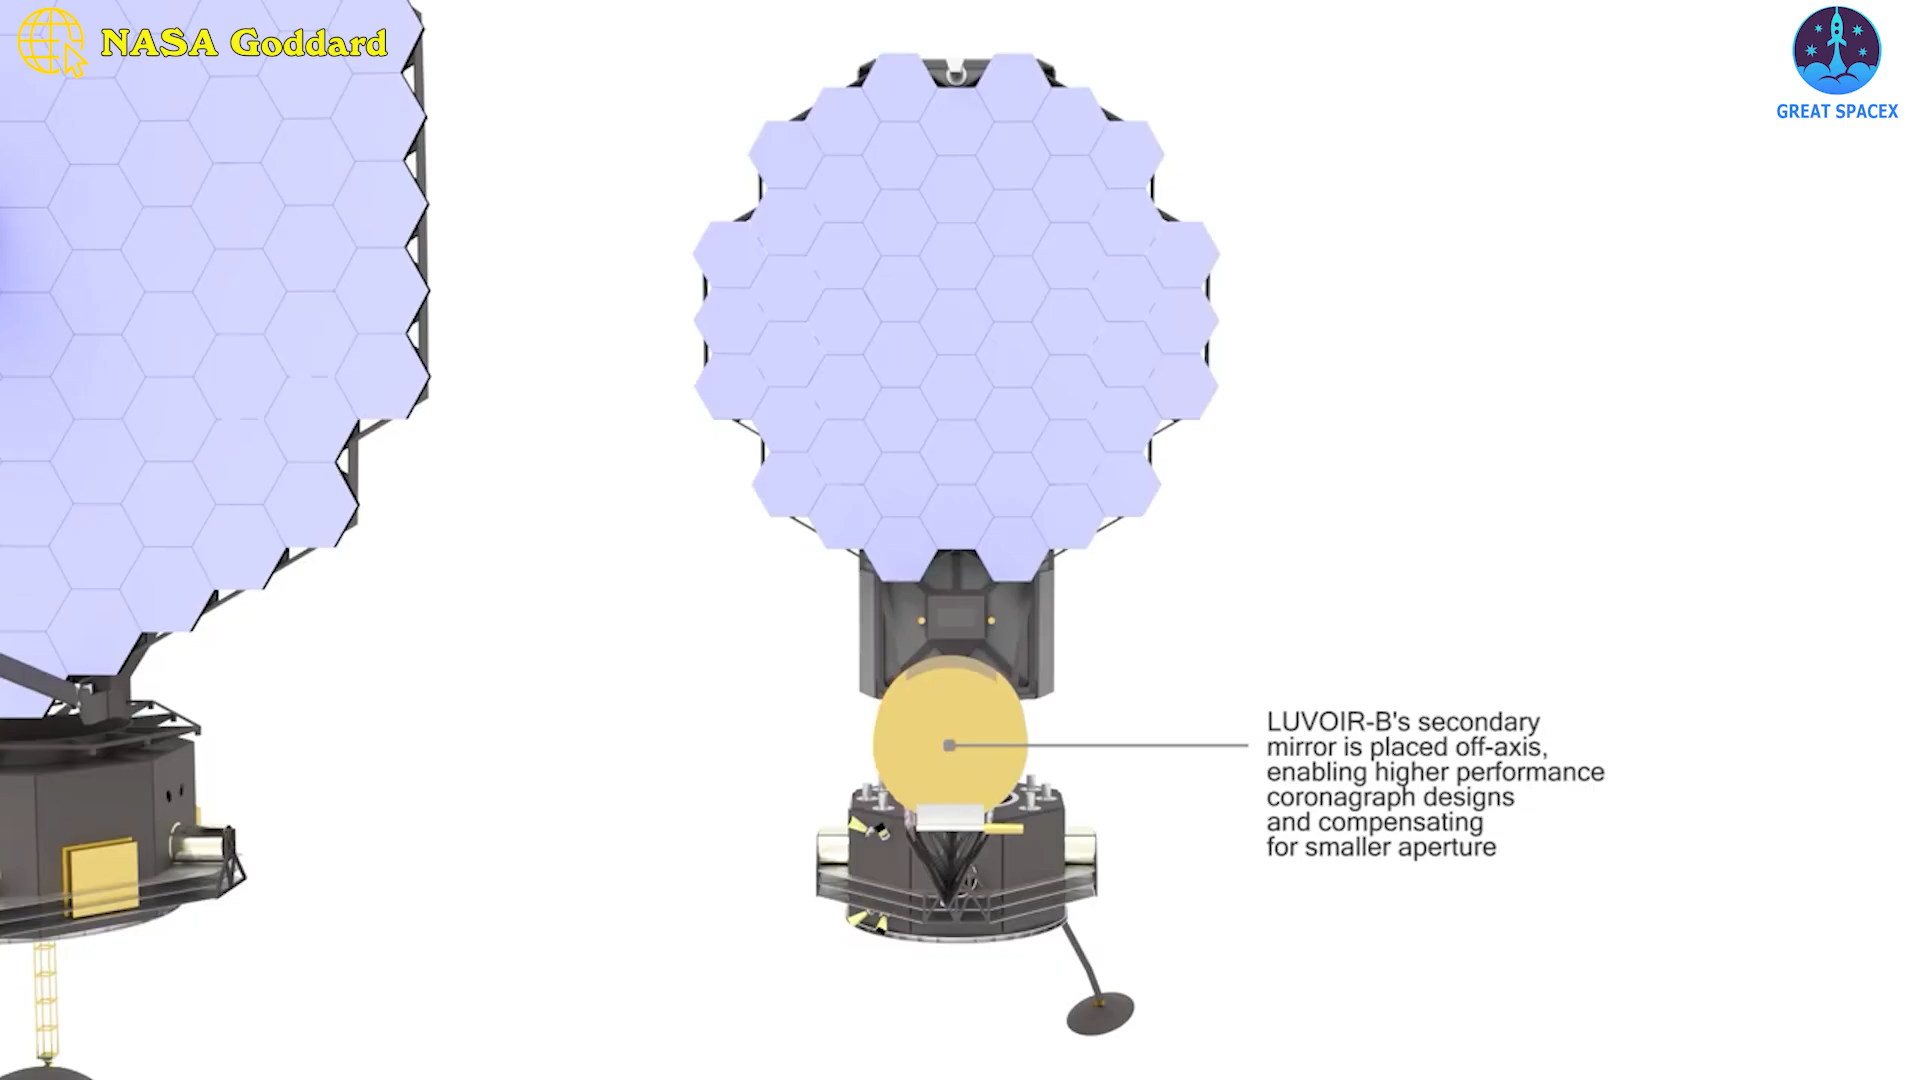 NASA Goddard
GREAT SPACEX
LUVOIR-B's secondary
mirror is placed off-axis,
enabling higher performance
coronagraph designs
and compensating
for smaller aperture